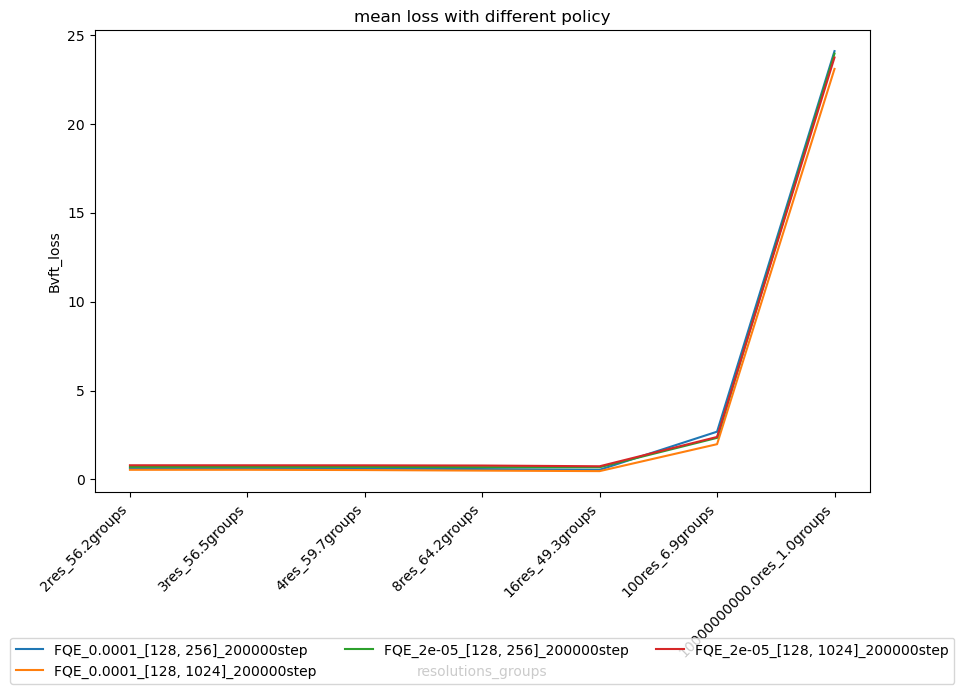 mean loss with different policy
25
20
15
10
5
0
Bvft_loss
2res_56.2groups
3res_56.5groups
4res_59.7groups
8res_64.2groups
16res_49.3groups
100res_6.9groups
FQE_0.0001_[128, 256]_200000step
FQE_2e-05_[128, 256]_200000step
FQE_2e-05_[128, 1024]_200000step
FQE_0.0001_[128, 1024]_200000step
resolutions_groups